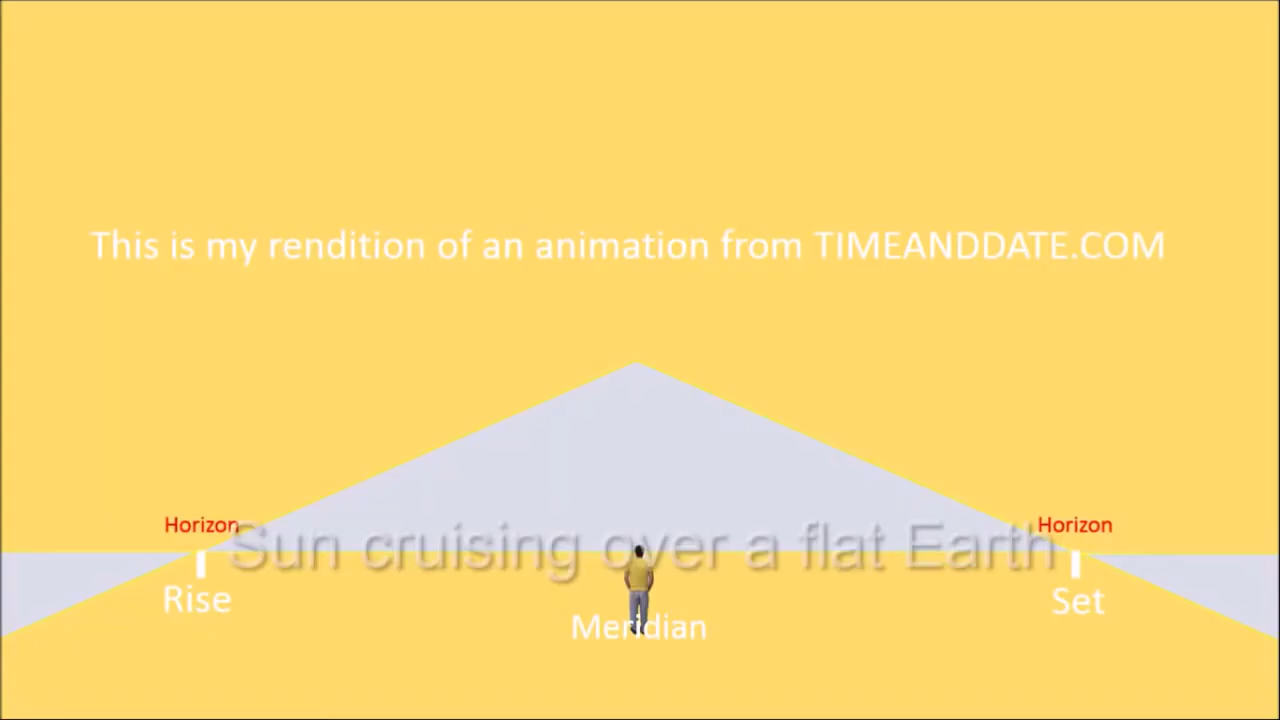 This is my rendition of an animation from TIMEANDDATE.COM
Horizon
Horizon
Sun cruising over a flat Earth
Rise
Set
Meridian